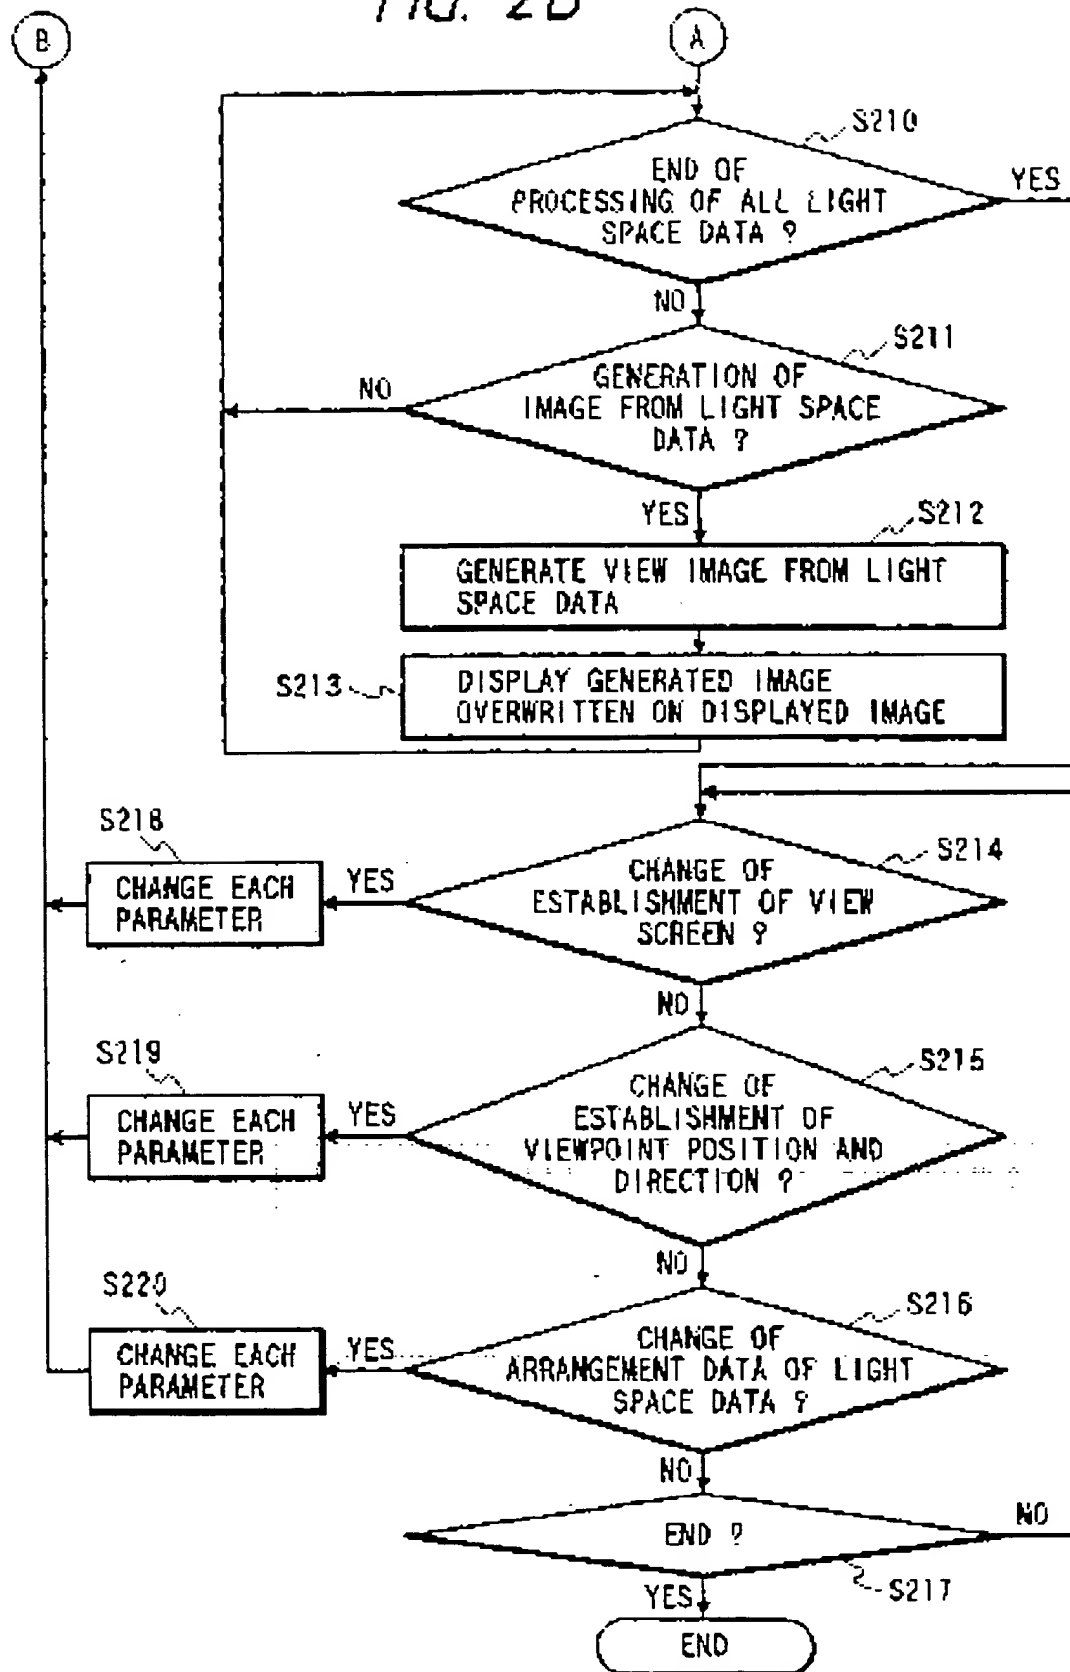 FIG. 2B
B
A
S210
END OF
PROCESSING OF ALL LIGHT
SPACE DATA ?
YES
NO
S211
GENERATION OF
IMAGE FROM LIGHT SPACE
DATA ?
NO
YES
S212
GENERATE VIEW IMAGE FROM LIGHT
SPACE DATA
S213
DISPLAY GENERATED IMAGE
OVERWRITTEN ON DISPLAYED IMAGE
S218
S214
CHANGE OF
ESTABLISHMENT OF VIEW
SCREEN ?
YES
CHANGE EACH
PARAMETER
NO
S219
S215
CHANGE OF
ESTABLISHMENT OF
VIEWPOINT POSITION AND
DIRECTION ?
YES
CHANGE EACH
PARAMETER
NO
S220
S216
CHANGE OF
ARRANGEMENT DATA OF LIGHT
SPACE DATA ?
YES
CHANGE EACH
PARAMETER
NO
END ?
NO
S217
YES
END